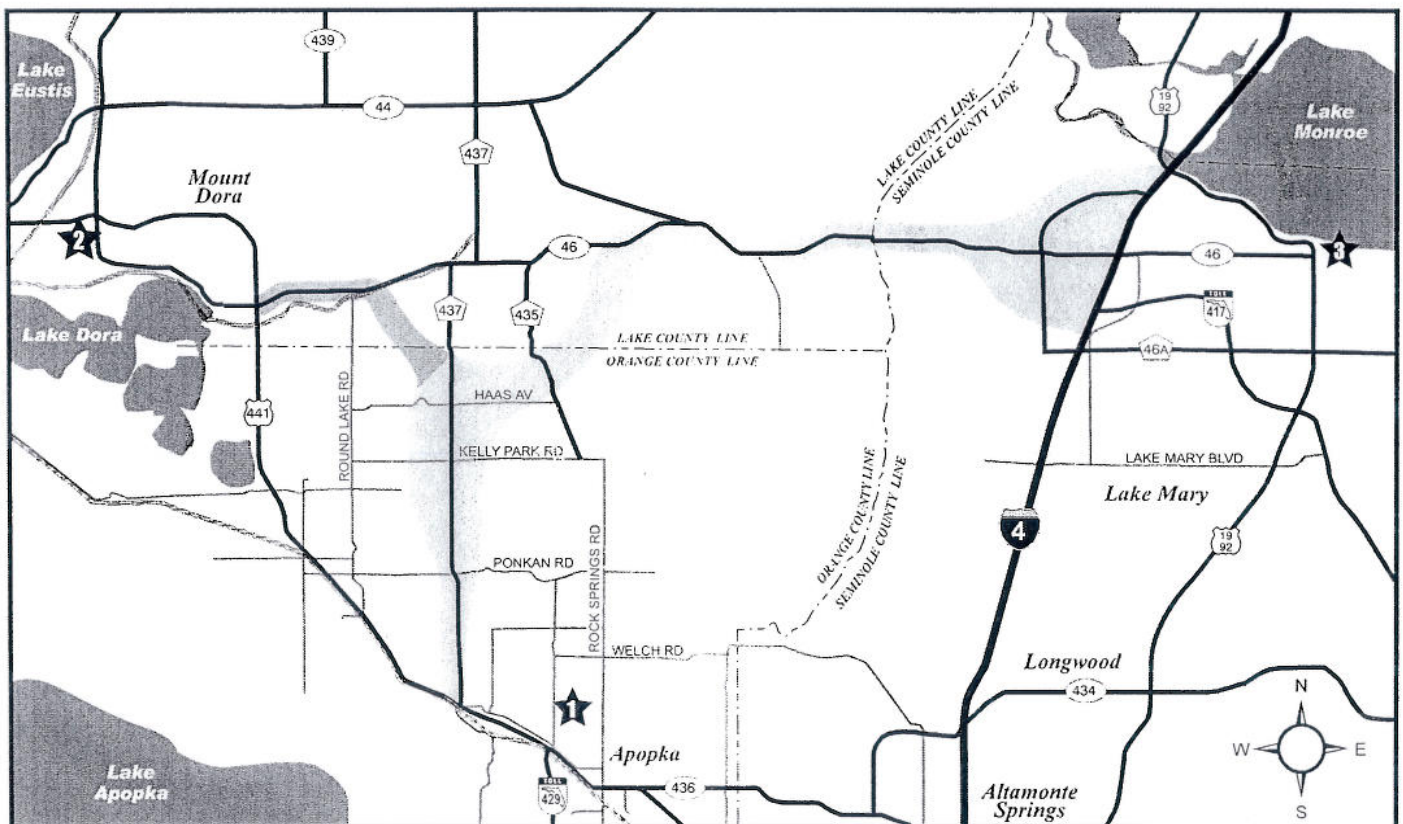 439
Lake
Eustis
44
19
92
Lake
Monroe
437
LAKE COUNTY LINE
SEMINOLE COUNTY LINE
Mount
Dora
2
46
3
46
437
435
TOLL
417
Lake Dora
LAKE COUNTY LINE
ORANGE COUNTY LINE
46A
HAAS AV
441
ROUND LAKE RD
KELLY PARK RD
LAKE MARY BLVD
Lake Mary
4
ROCK SPRINGS RD
ORANGE COUNTY LINE
SEMINOLE COUNTY LINE
19
92
PONKAN RD
WELCH RD
Longwood
434
N
1
W
E
S
Lake
Apopka
Apopka
TOLL
429
436
Altamonte
Springs